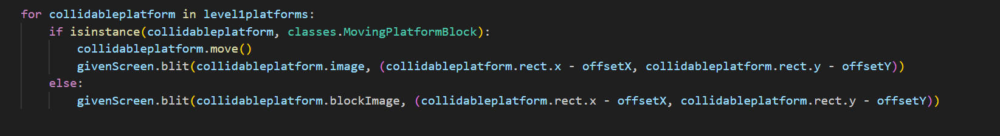 for collidableplatform in level1platforms:
    if isinstance(collidableplatform, classes.MovingPlatformBlock):
        collidableplatform.move()
        givenScreen.blit(collidableplatform.image, (collidableplatform.rect.x - offsetX, collidableplatform.rect.y - offsetY))
    else:
        givenScreen.blit(collidableplatform.blockImage, (collidableplatform.rect.x - offsetX, collidableplatform.rect.y - offsetY))